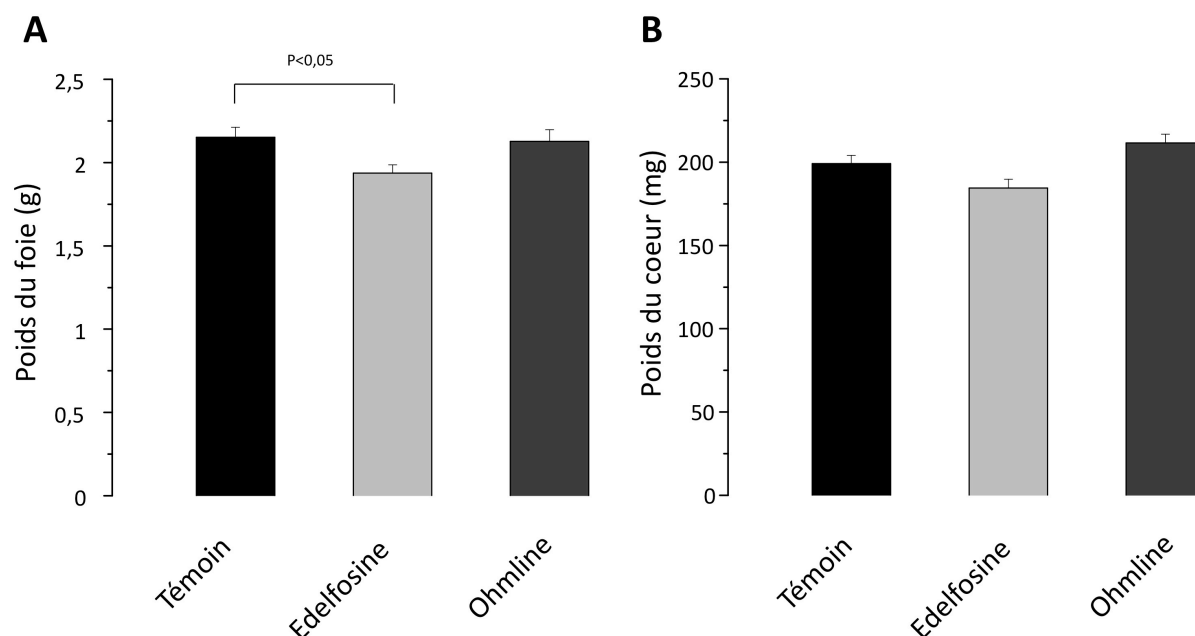 A
P<0,05
Poids du foie (g)
2,5
2
1,5
1
0,5
0
Témoin
Edelfosine
Ohmline
B
Poids du coeur (mg)
250
200
150
100
50
0
Témoin
Edelfosine
Ohmline